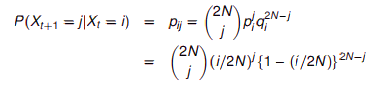 P(X_{t+1} = j|X_t = i) = p_{ij} = \binom{2N}{j} p_i^j q_i^{2N−j}
= \binom{2N}{j} (i/2N)^j {1 − (i/2N)}^{2N−j}